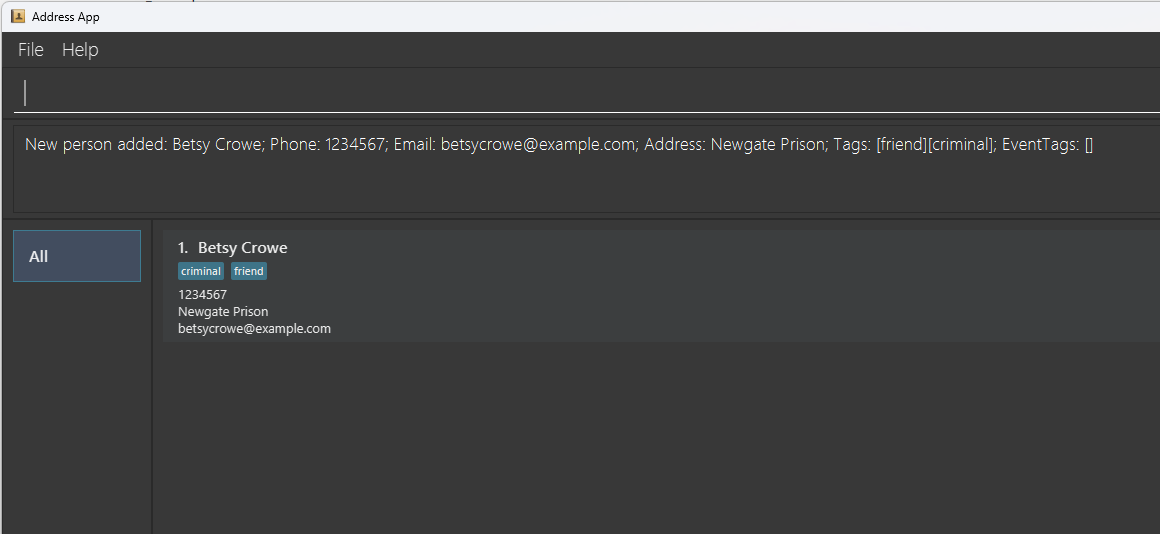 Address App
File Help
New person added: Betsy Crowe; Phone: 1234567; Email: betsycrowe@example.com; Address: Newgate Prison; Tags: [friend][criminal]; EventTags: []
All
1. Betsy Crowe
criminal friend
1234567
Newgate Prison
betsycrowe@example.com